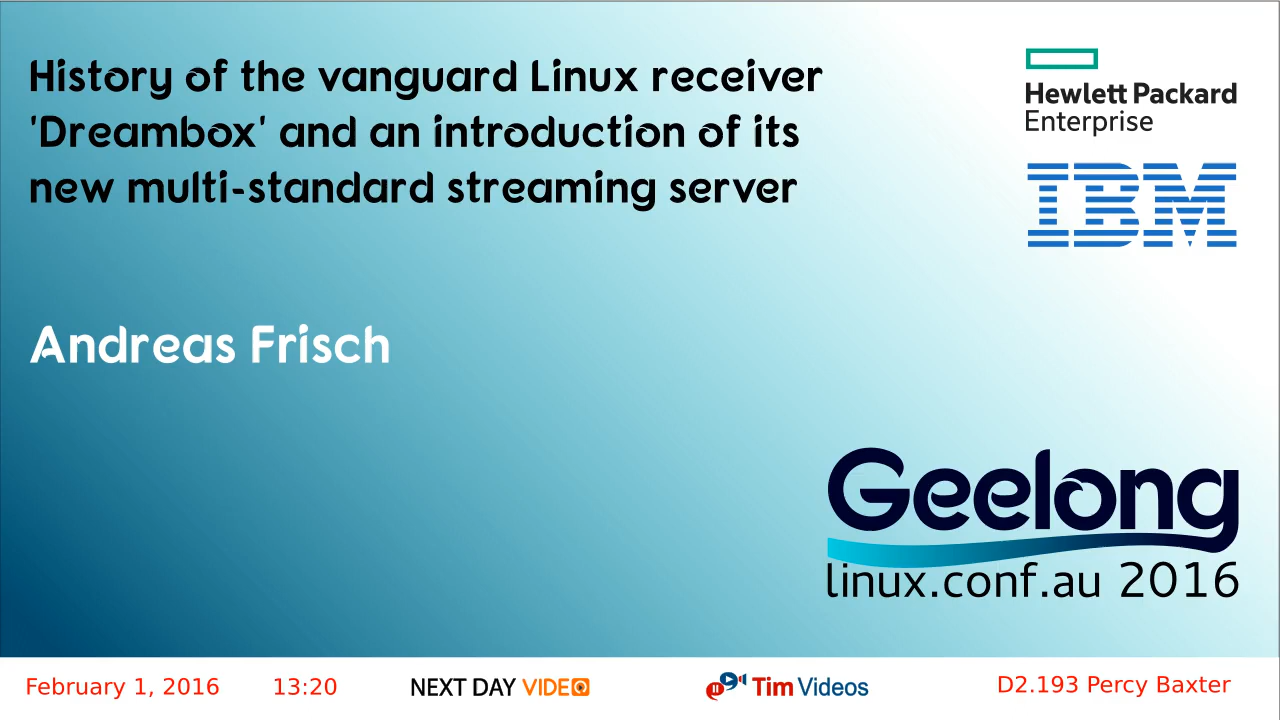 History of the vanguard Linux receiver
'Dreambox' and an introduction of its
new multi-standard streaming server
Andreas Frisch
Hewlett Packard
Enterprise
IBM
Geelong
linux.conf.au 2016
February 1, 2016
13:20
NEXT DAY VIDEO
Tim Videos
D2.193 Percy Baxter